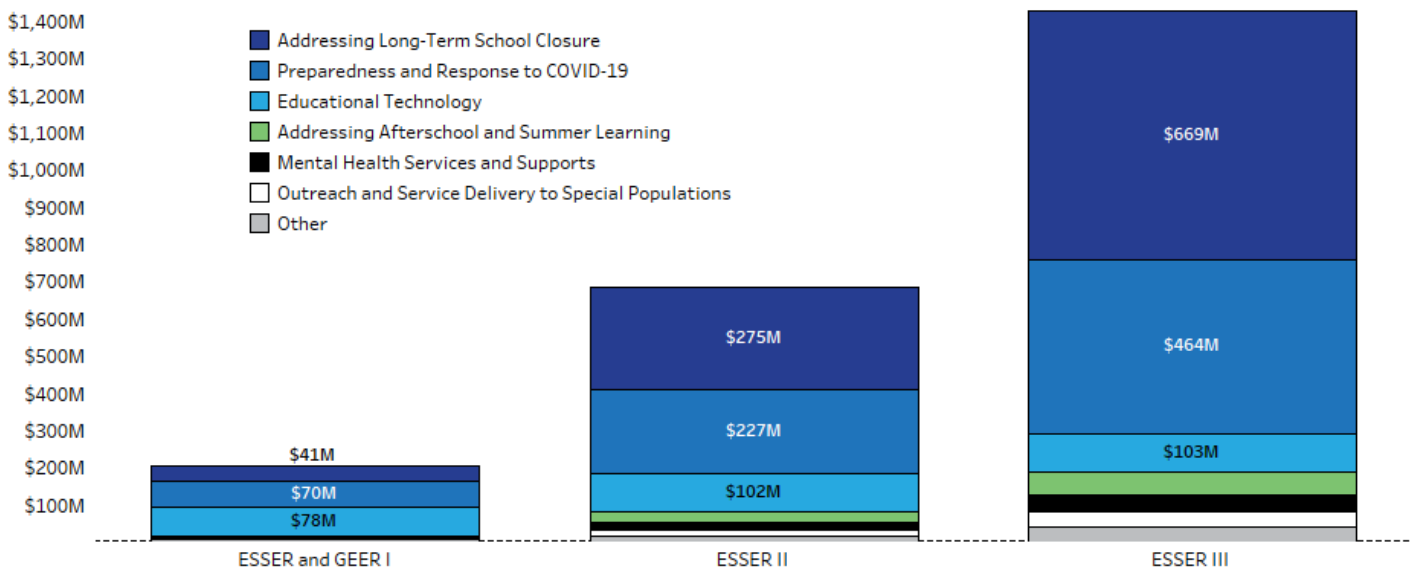 $1,400M
$1,300M
$1,200M
$1,100M
$1,000M
$900M
$800M
$700M
$600M
$500M
$400M
$300M
$200M
$100M
Addressing Long-Term School Closure
Preparedness and Response to COVID-19
Educational Technology
Addressing Afterschool and Summer Learning
Mental Health Services and Supports
Outreach and Service Delivery to Special Populations
Other
$41M
$70M
$78M
$275M
$227M
$102M
$669M
$464M
$103M
ESSER and GEER I
ESSER II
ESSER III